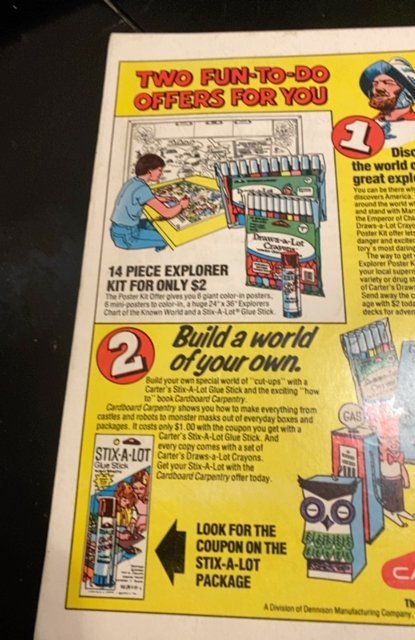 TWO FUN-TO-DO
OFFERS FOR YOU
1
Draws-a-Lot
Crayons
14 PIECE EXPLORER
KIT FOR ONLY $2
The Poster Kit Offer gives you 6 giant color-in posters,
6 mini-posters to color-in, a huge 24" x 36" Explorers
Chart of the Known World and a Stix-A-Lot® Glue Stick.
Disc
the world o
great expl
You can be there wh
discovers America.
around the world w
and stand with Mar
the Emperor of Chi
Draws-a-Lot Crayo
Poster Kit offer lets
danger and excite
tory's most daring
The way to get
Explorer Poster K
your local super
variety or drug st
of Carter's Draws
Send away the c
age with $2 toda
decks for adven
2
Build a world
of your own.
Build your own special world of "cut-ups" with a
Carter's Stix-A-Lot Glue Stick and the exciting "how
to" book Cardboard Carpentry.
Cardboard Carpentry shows you how to make everything from
castles and robots to monster masks out of everyday boxes and
packages. It costs only $1.00 with the coupon you get with a
Carter's Stix-A-Lot Glue Stick. And
every copy comes with a set of
Carter's Draws-a-Lot Crayons.
Get your Stix-A-Lot with the
Cardboard Carpentry offer today.
STIX-A-LOT
Glue Stick
GAS
LOOK FOR THE
COUPON ON THE
STIX-A-LOT
PACKAGE
CA
Th
A Division of Dennison Manufacturing Company,